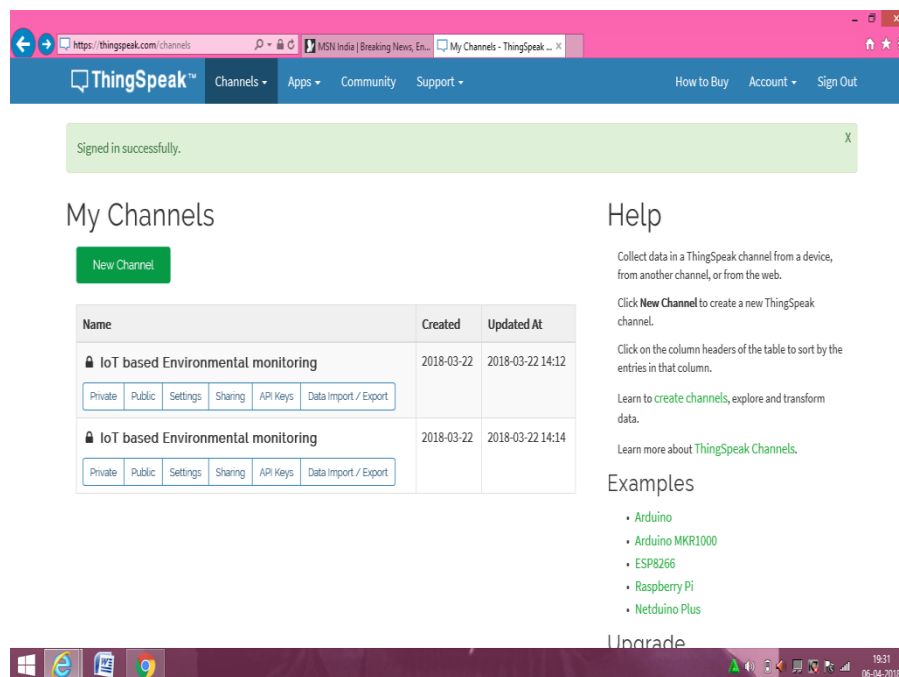 https://thingspeak.com/channels
MSN India | Breaking News, En...
My Channels - ThingSpeak ... X
ThingSpeak™ Channels Apps Community Support How to Buy Account Sign Out
Signed in successfully. X
My Channels
New Channel
Name Created Updated At
IoT based Environmental monitoring 2018-03-22 2018-03-22 14:12
Private Public Settings Sharing API Keys Data Import / Export
IoT based Environmental monitoring 2018-03-22 2018-03-22 14:14
Private Public Settings Sharing API Keys Data Import / Export
Help
Collect data in a ThingSpeak channel from a device,
from another channel, or from the web.
Click New Channel to create a new ThingSpeak
channel.
Click on the column headers of the table to sort by the
entries in that column.
Learn to create channels, explore and transform
data.
Learn more about ThingSpeak Channels.
Examples
• Arduino
• Arduino MKR1000
• ESP8266
• Raspberry Pi
• Netduino Plus
Upgrade
19:31
06-04-2018